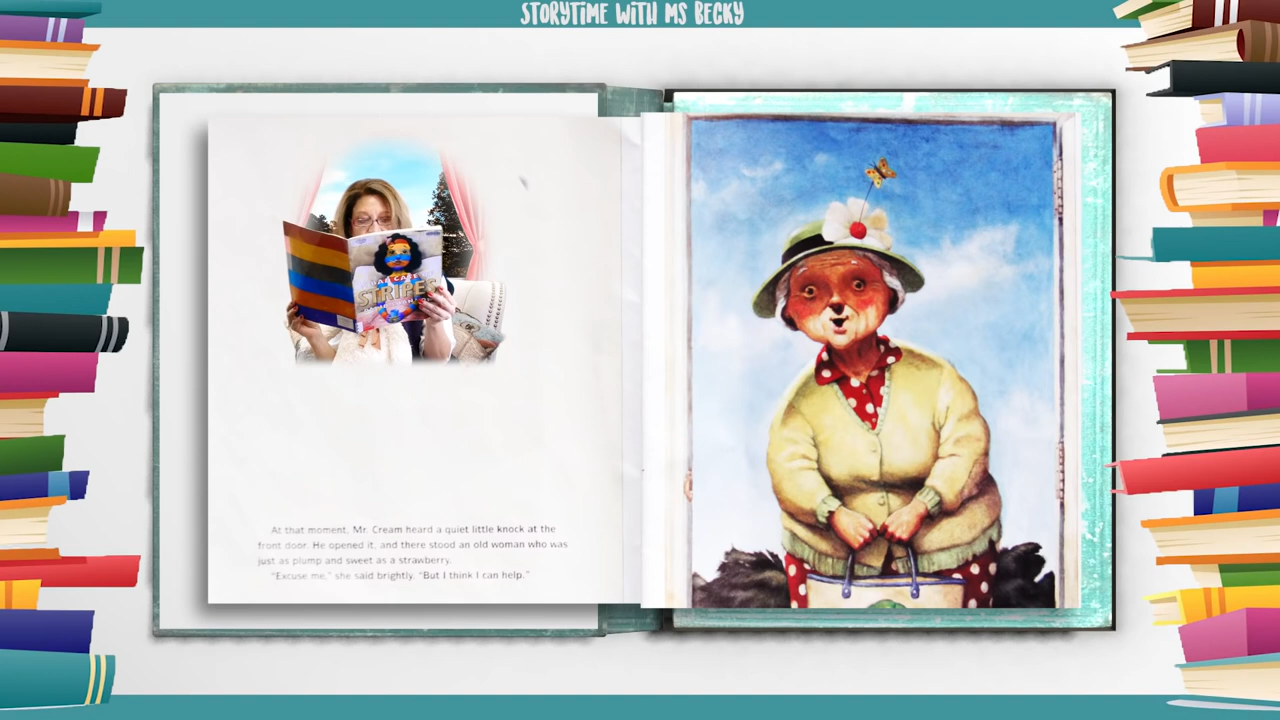 STORYTIME WITH MS BECKY
STRIPES
At that moment, Mr. Cream heard a quiet little knock at the
front door. He opened it, and there stood an old woman who was
just as plump and sweet as a strawberry.
"Excuse me," she said brightly. "But I think I can help."